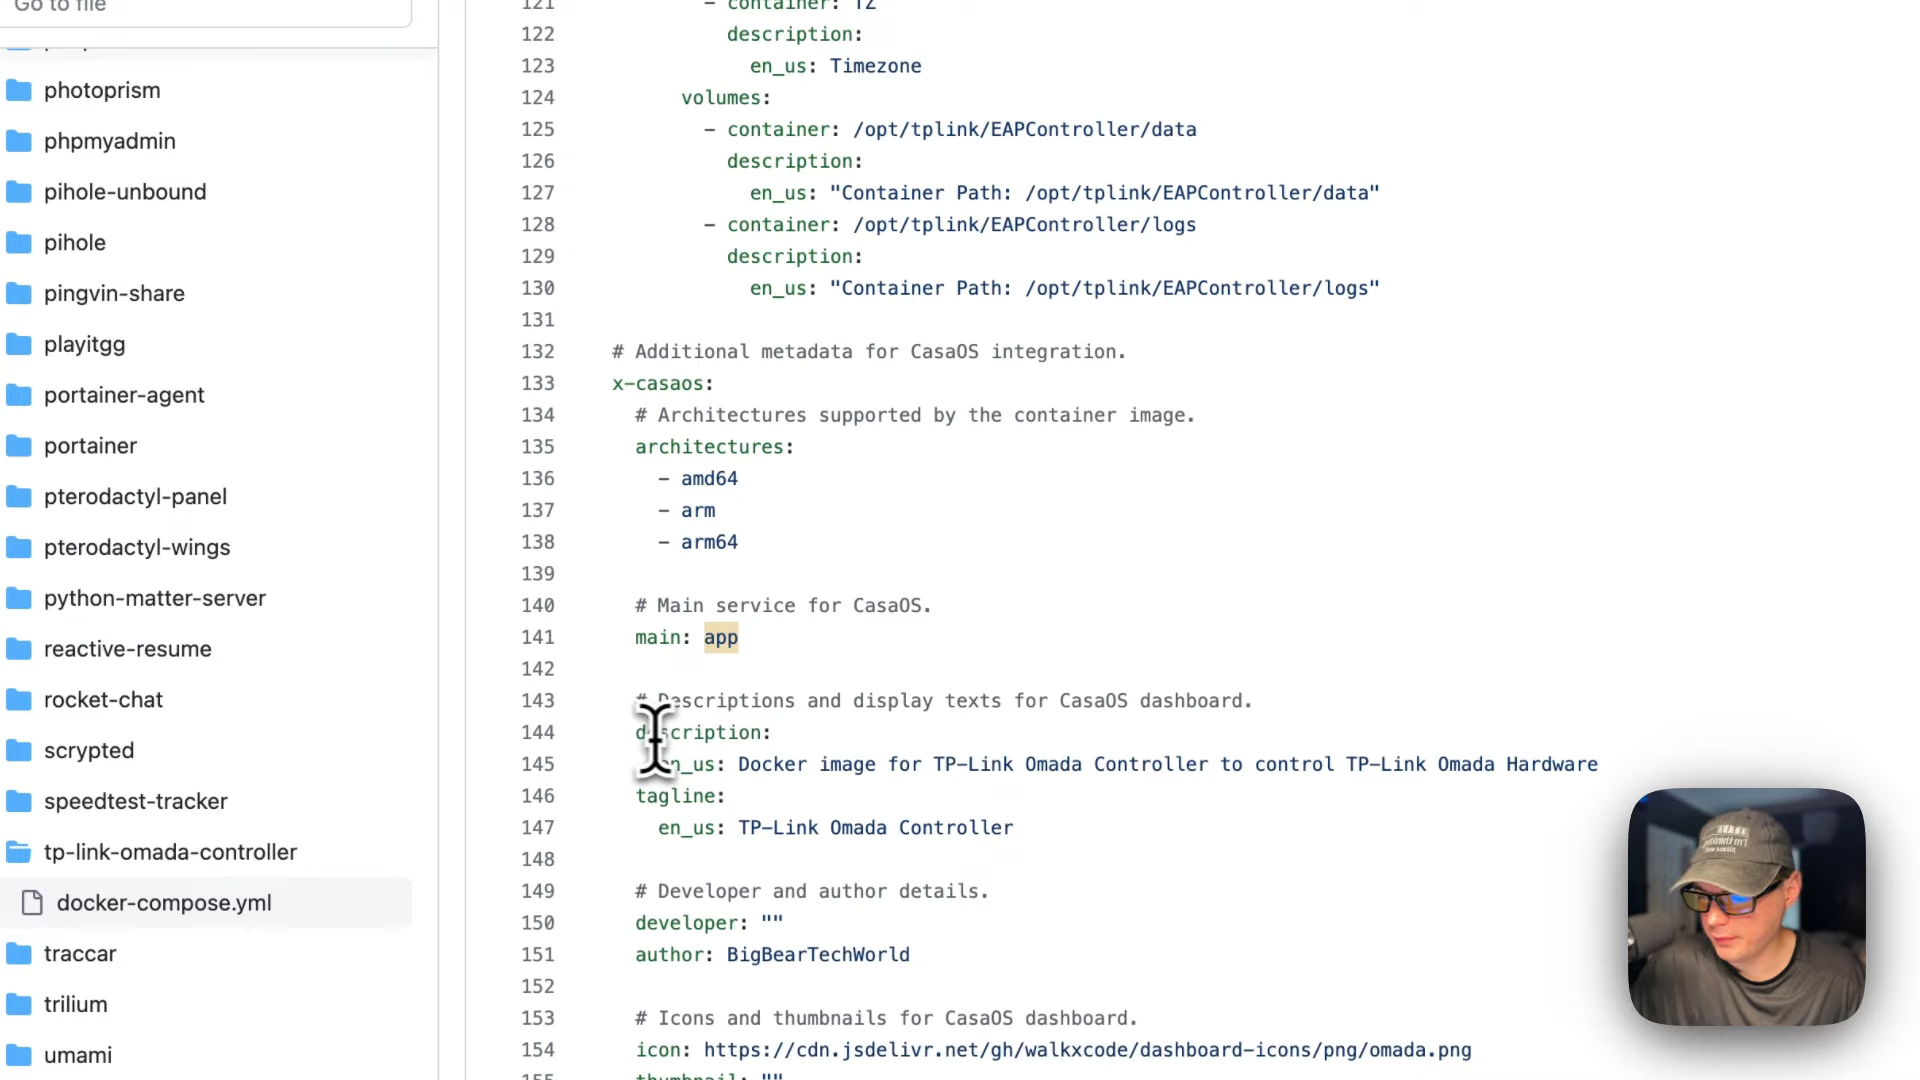 Go to file
photoprism
phpmyadmin
pihole-unbound
pihole
pingvin-share
playitgg
portainer-agent
portainer
pterodactyl-panel
pterodactyl-wings
python-matter-server
reactive-resume
rocket-chat
scrypted
speedtest-tracker
tp-link-omada-controller
docker-compose.yml
traccar
trilium
umami
121 - container: TZ
122 description:
123 en_us: Timezone
124 volumes:
125 - container: /opt/tplink/EAPController/data
126 description:
127 en_us: "Container Path: /opt/tplink/EAPController/data"
128 - container: /opt/tplink/EAPController/logs
129 description:
130 en_us: "Container Path: /opt/tplink/EAPController/logs"
131
132 # Additional metadata for CasaOS integration.
133 x-casaos:
134 # Architectures supported by the container image.
135 architectures:
136 - amd64
137 - arm
138 - arm64
139
140 # Main service for CasaOS.
141 main: app
142
143 # Descriptions and display texts for CasaOS dashboard.
144 description:
145 en_us: Docker image for TP-Link Omada Controller to control TP-Link Omada Hardware
146 tagline:
147 en_us: TP-Link Omada Controller
148
149 # Developer and author details.
150 developer: ""
151 author: BigBearTechWorld
152
153 # Icons and thumbnails for CasaOS dashboard.
154 icon: https://cdn.jsdelivr.net/gh/walkxcode/dashboard-icons/png/omada.png
155 thumbnail: ""